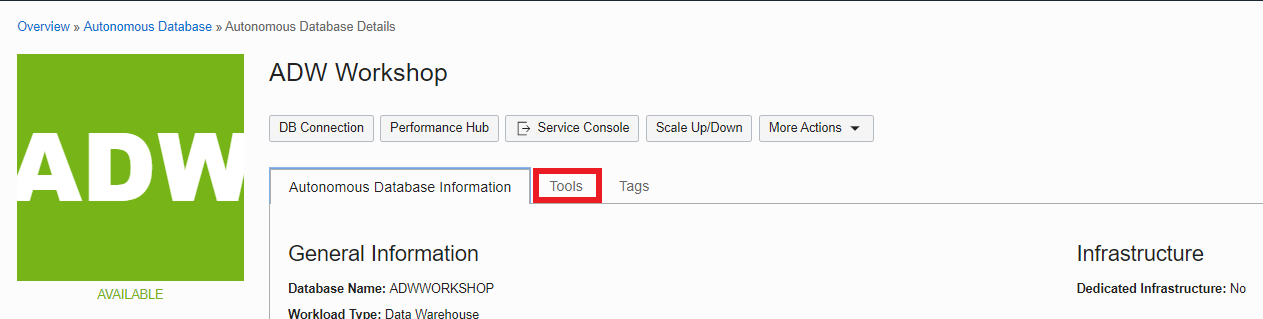 Overview » Autonomous Database » Autonomous Database Details
ADW
AVAILABLE
ADW Workshop
DB Connection Performance Hub Service Console Scale Up/Down More Actions
Autonomous Database Information Tools Tags
General Information
Database Name: ADWWORKSHOP
Workload Type: Data Warehouse
Infrastructure
Dedicated Infrastructure: No